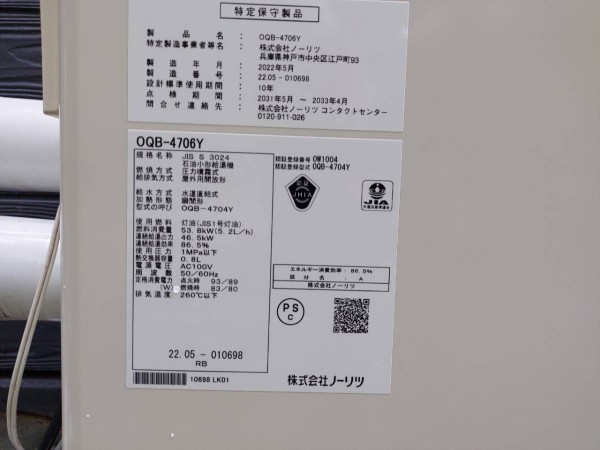 特定保守製品
製品名： OQB-4706Y
特定製造事業者等名： 株式会社ノーリツ
兵庫県神戸市中央区江戸町93
製造年月： 2022年5月
製造番号： 22.05-010698
設計標準使用期間： 10年
点検期間： 2031年5月 ～ 2033年4月
問合せ連絡先： 株式会社ノーリツ コンタクトセンター
0120-911-026
OQB-4706Y
規格名称 JIS S 3024
石油小形給湯機
燃焼方式 圧力噴霧式
給排気方式 屋外用開放形
給水方式 水道直結式
加熱形態 瞬間形
型式の呼び OQB-4704Y
使用燃料 灯油(JIS1号灯油)
燃料消費量 53.8kW(5.2L/h)
連続給湯出力 46.5kW
連続給湯効率 86.5%
使用圧力 1MPa以下
熱交換器容量 0.8L
電源電圧 AC100V
周波数 50/60Hz
定格消費電力 点火時 93/89
(W) 燃焼時 83/80
排気温度 260℃以下
22.05-010698
RB
10698 LK01
認証登録番号 OW1004
認証登録型式 OQB-4704Y
JHIA
JIA
エネルギー消費効率： 86.5%
区分名： A
株式会社ノーリツ
PS
C
株式会社ノーリツ